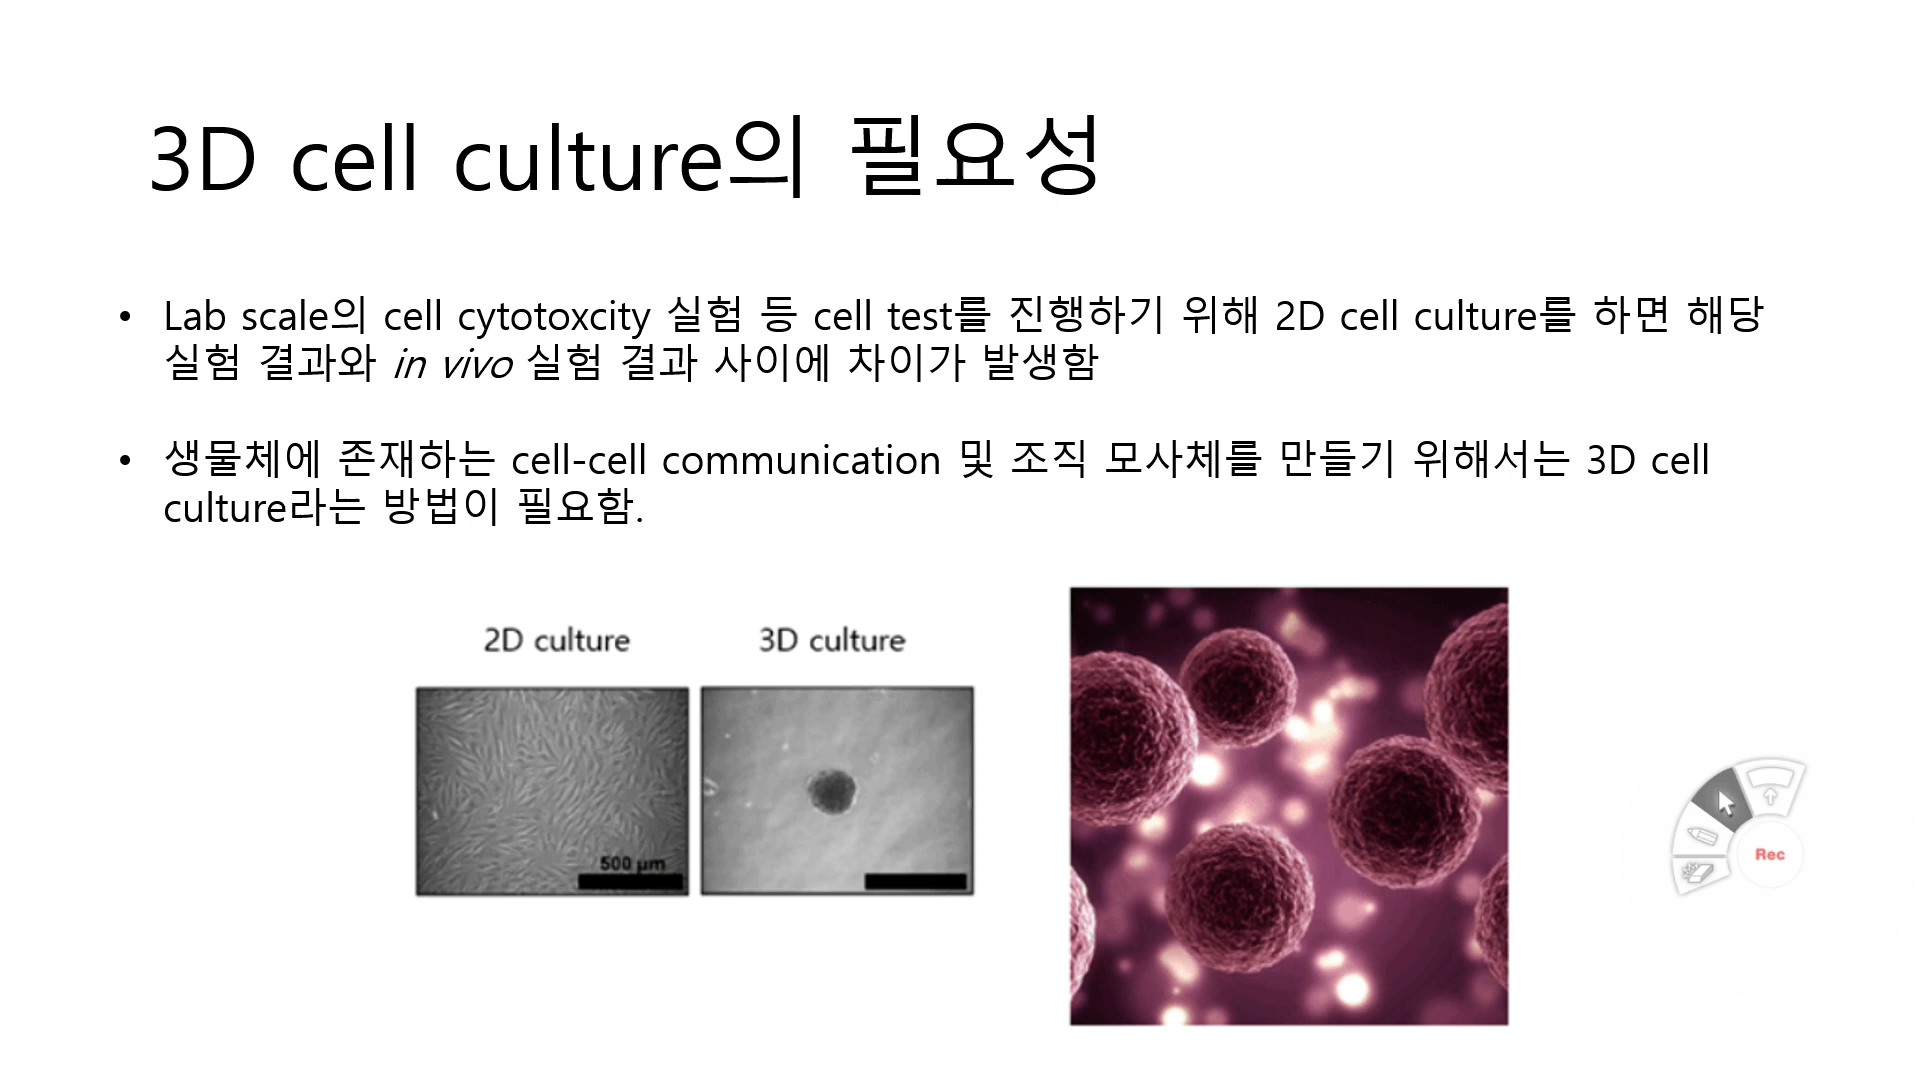 3D cell culture의 필요성
• Lab scale의 cell cytotoxcity 실험 등 cell test를 진행하기 위해 2D cell culture를 하면 해당
실험 결과와 in vivo 실험 결과 사이에 차이가 발생함
• 생물체에 존재하는 cell-cell communication 및 조직 모사체를 만들기 위해서는 3D cell
culture라는 방법이 필요함.
2D culture
3D culture
500 μm
Rec